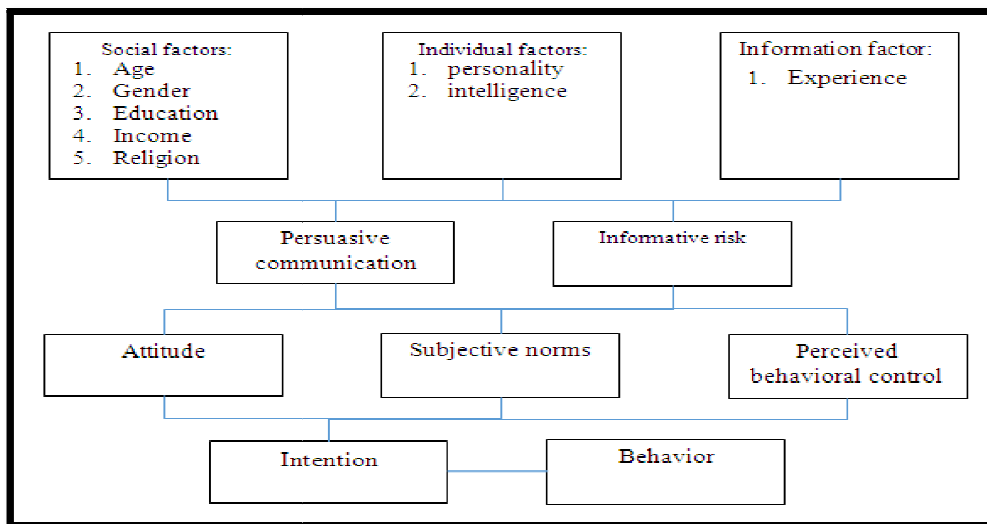 Social factors:
1. Age
2. Gender
3. Education
4. Income
5. Religion
Individual factors:
1. personality
2. intelligence
Information factor:
1. Experience
Persuasive
communication
Informative risk
Attitude
Subjective norms
Perceived
behavioral control
Intention
Behavior